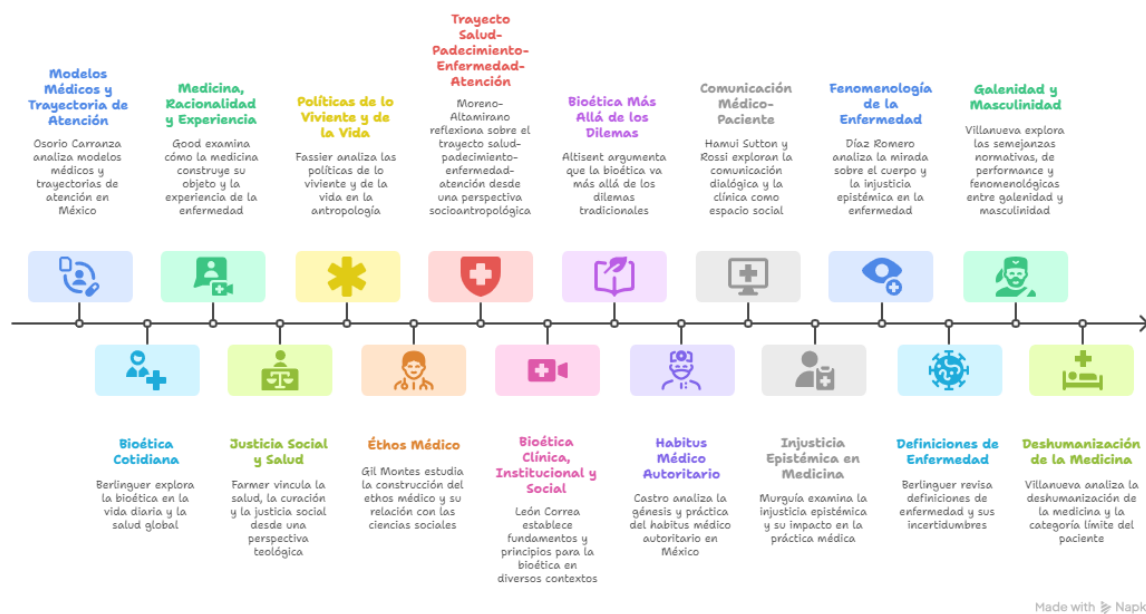 Modelos
Médicos y
Trayectoria de
Atención
Osorio Carranza
analiza modelos
médicos y
trayectorias de
atención en
México
Medicina,
Racionalidad
y Experiencia
Good examina
cómo la medicina
construye su
objeto y la
experiencia de la
enfermedad
Políticas de lo
Viviente y de
la Vida
Fassier analiza las
políticas de lo
viviente y de la
vida en la
antropología
Trayecto
Salud-
Padecimiento-
Enfermedad-
Atención
Moreno-
Altamirano
reflexiona sobre el
trayecto salud-
padecimiento-
enfermedad-
atención desde
una perspectiva
socioantropológica
Bioética Más
Allá de los
Dilemas
Altisent argumenta
que la bioética va
más allá de los
dilemas
tradicionales
Comunicación
Médico-
Paciente
Hamui Sutton y
Rossi exploran la
comunicación
dialógica y la
clínica como
espacio social
Fenomenología
de la
Enfermedad
Díaz Romero
analiza la mirada
sobre el cuerpo y
la injusticia
epistémica en la
enfermedad
Galenidad y
Masculinidad
Villanueva explora
las semejanzas
normativas, de
performance y
fenomenológicas
entre galenidad y
masculinidad
Bioética
Cotidiana
Berlinguer explora
la bioética en la
vida diaria y la
salud global
Justicia Social
y Salud
Farmer vincula la
salud, la curación
y la justicia social
desde una
perspectiva
teológica
Éthos Médico
Gil Montes estudia
la construcción del
ethos médico y su
relación con las
ciencias sociales
Bioética
Clínica,
Institucional y
Social
León Correa
establece
fundamentos y
principios para la
bioética en
diversos contextos
Habitus
Médico
Autoritario
Castro analiza la
génesis y práctica
del habitus médico
autoritario en
México
Injusticia
Epistémica en
Medicina
Murguía examina la
injusticia epistémica
y su impacto en la
práctica médica
Definiciones de
Enfermedad
Berlinguer revisa
definiciones de
enfermedad y sus
incertidumbres
Deshumanización
de la Medicina
Villanueva analiza la
deshumanización de
la medicina y la
categoría límite del
paciente
Made with Napk